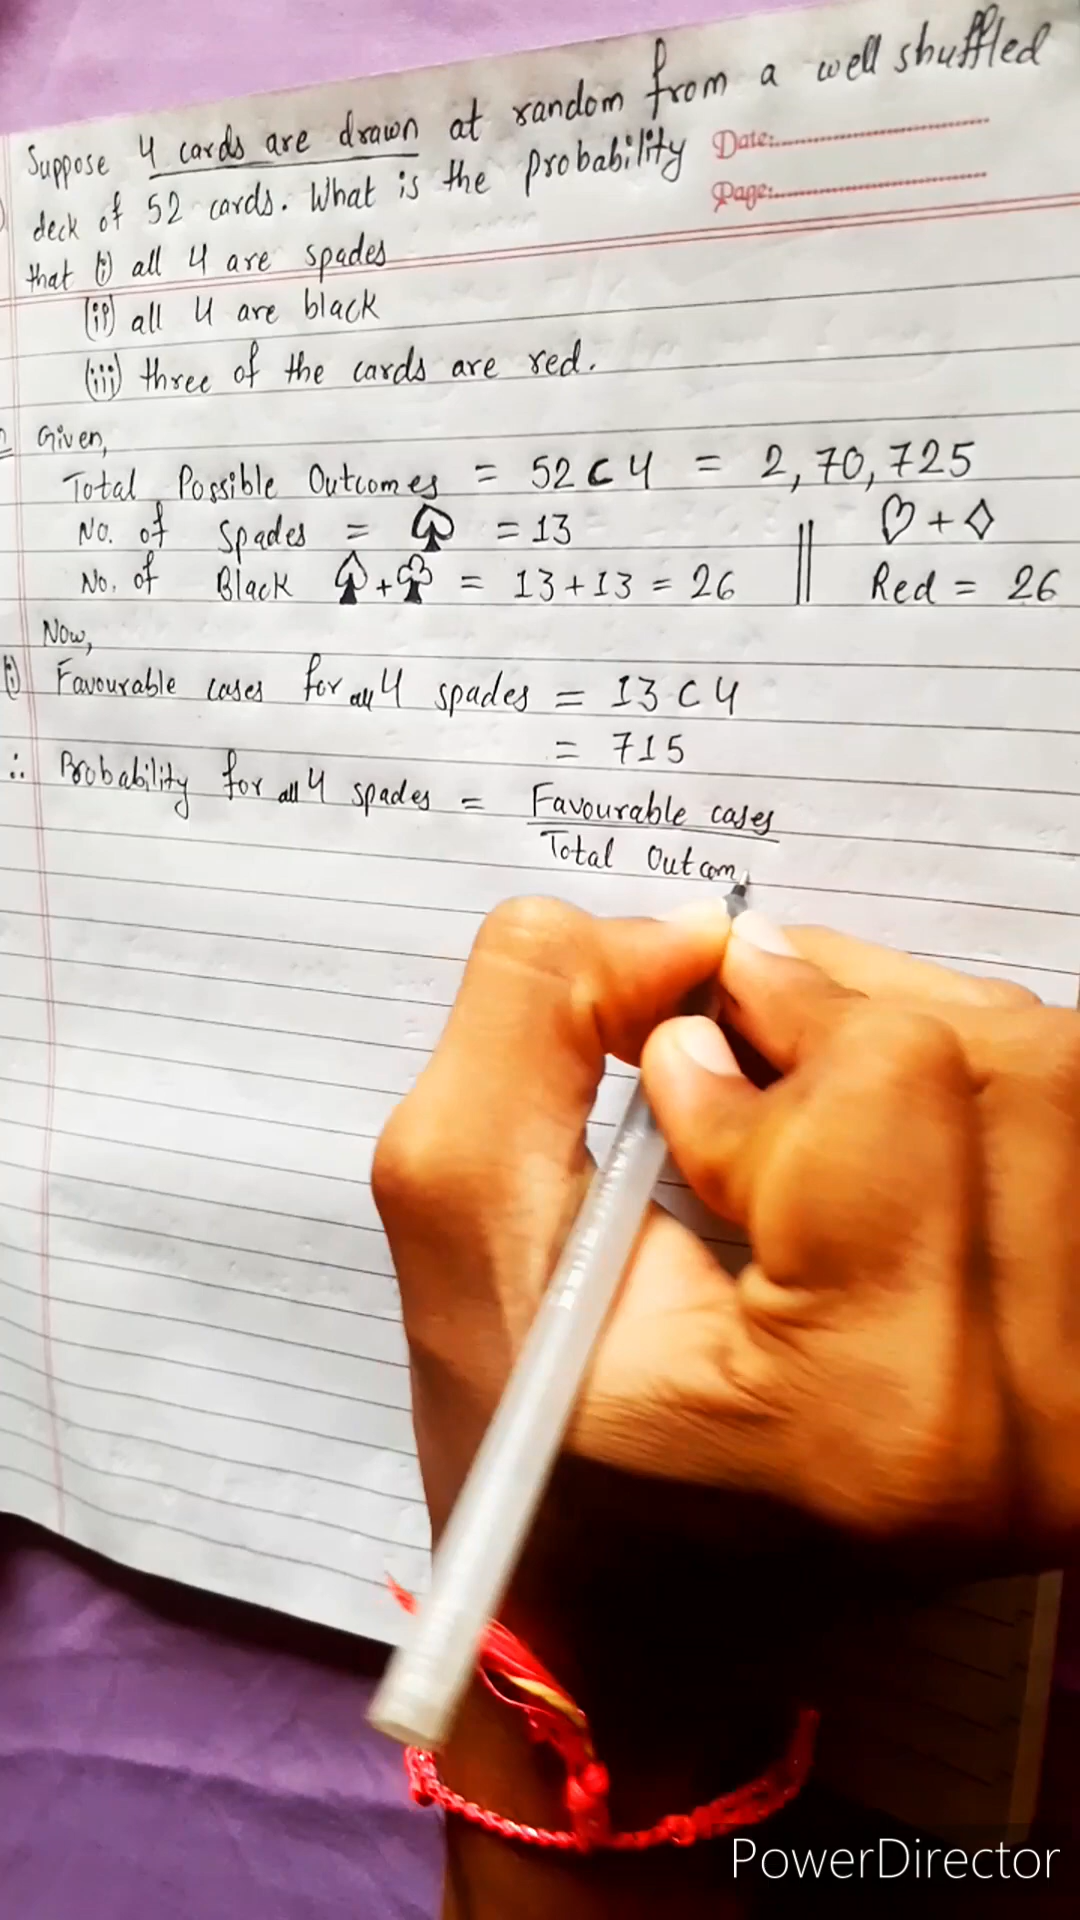 Suppose 4 cards are drawn at random from a well shuffled
deck of 52 cards. What is the probability
Date:
Page:
that (i) all 4 are spades
(ii) all 4 are black
(iii) three of the cards are red.
Given,
Total Possible Outcomes = 52C4 = 2,70,725
No. of Spades = ♠ = 13
♡ + ◇
No. of Black ♠ + ♣ = 13+13 = 26
Red = 26
Now,
(i) Favourable cases for all 4 spades = 13C4
= 715
∴ Probability for all 4 spades = Favourable cases
Total Outcom
PowerDirector